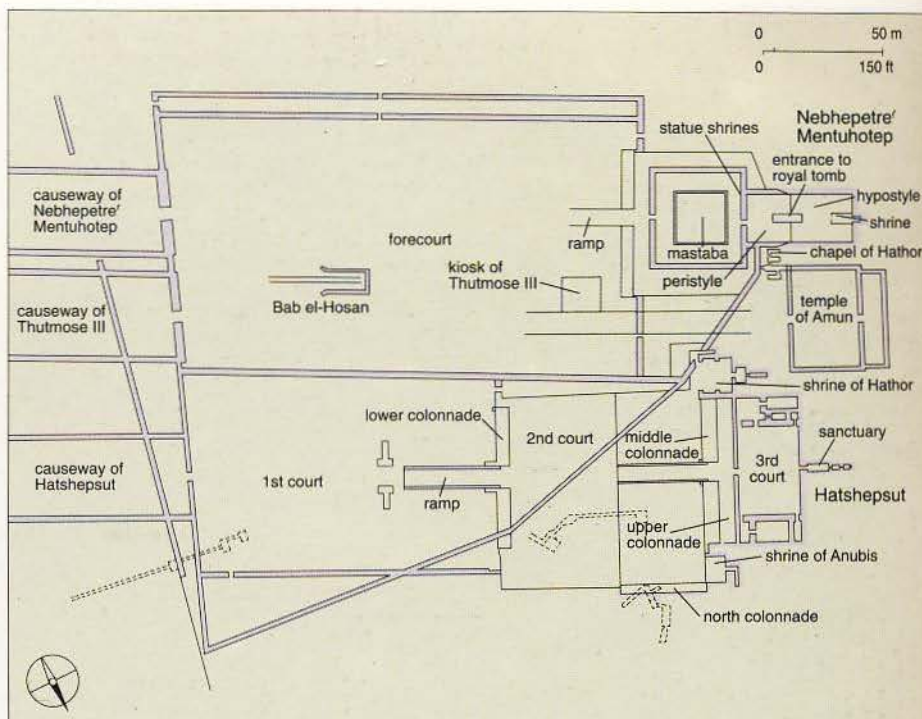 0 50 m
0 150 ft
Nebhepetreʿ
Mentuhotep
statue shrines
entrance to
royal tomb
hypostyle
shrine
causeway of
Nebhepetreʿ
Mentuhotep
forecourt
ramp
mastaba
peristyle
chapel of Hathor
kiosk of
Thutmose III
Bab el-Hosan
causeway of
Thutmose III
temple
of Amun
shrine of Hathor
lower colonnade
2nd court
middle
colonnade
3rd
court
sanctuary
causeway of
Hatshepsut
1st court
ramp
Hatshepsut
upper
colonnade
shrine of Anubis
north colonnade